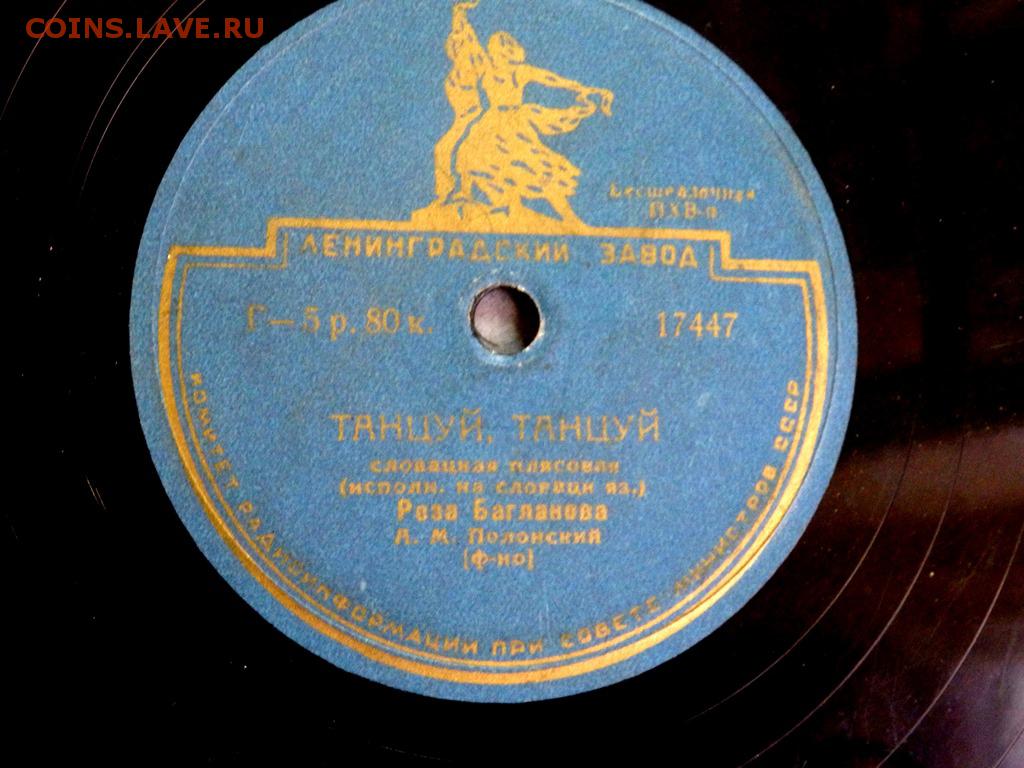 COINS.LAVE.RU
Бесшеллачная
ПХВ-п
ЛЕНИНГРАДСКИЙ ЗАВОД
Г—5 р. 80 к. 17447
ТАНЦУЙ, ТАНЦУЙ
словацкая плясовая
(исполн. на словацк яз.)
Роза Багланова
А. М. Полонский
(ф-но)
КОМИТЕТ РАДИОИНФОРМАЦИИ ПРИ СОВЕТЕ МИНИСТРОВ СССР